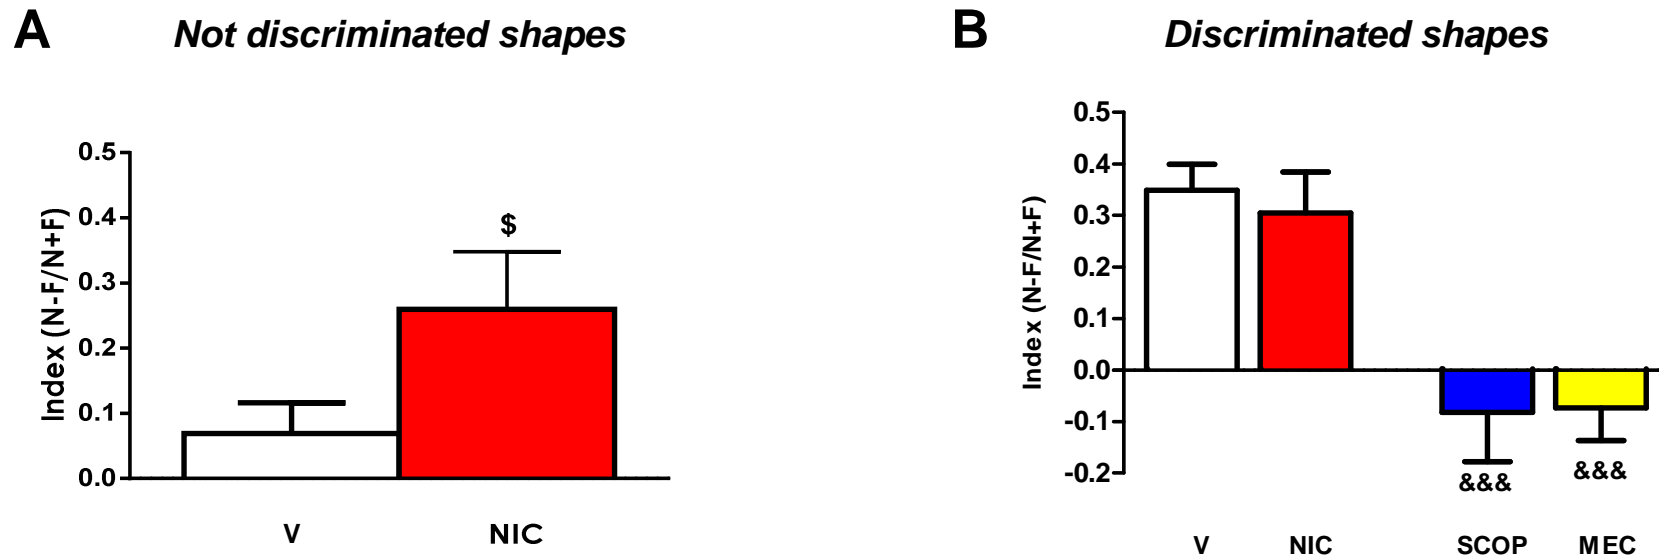 A
Not discriminated shapes
Index (N-F/N+F)
0.5
0.4
0.3
0.2
0.1
0.0
$
V NIC
B
Discriminated shapes
Index (N-F/N+F)
0.5
0.4
0.3
0.2
0.1
0.0
-0.1
-0.2
&&& &&&
V NIC SCOP MEC